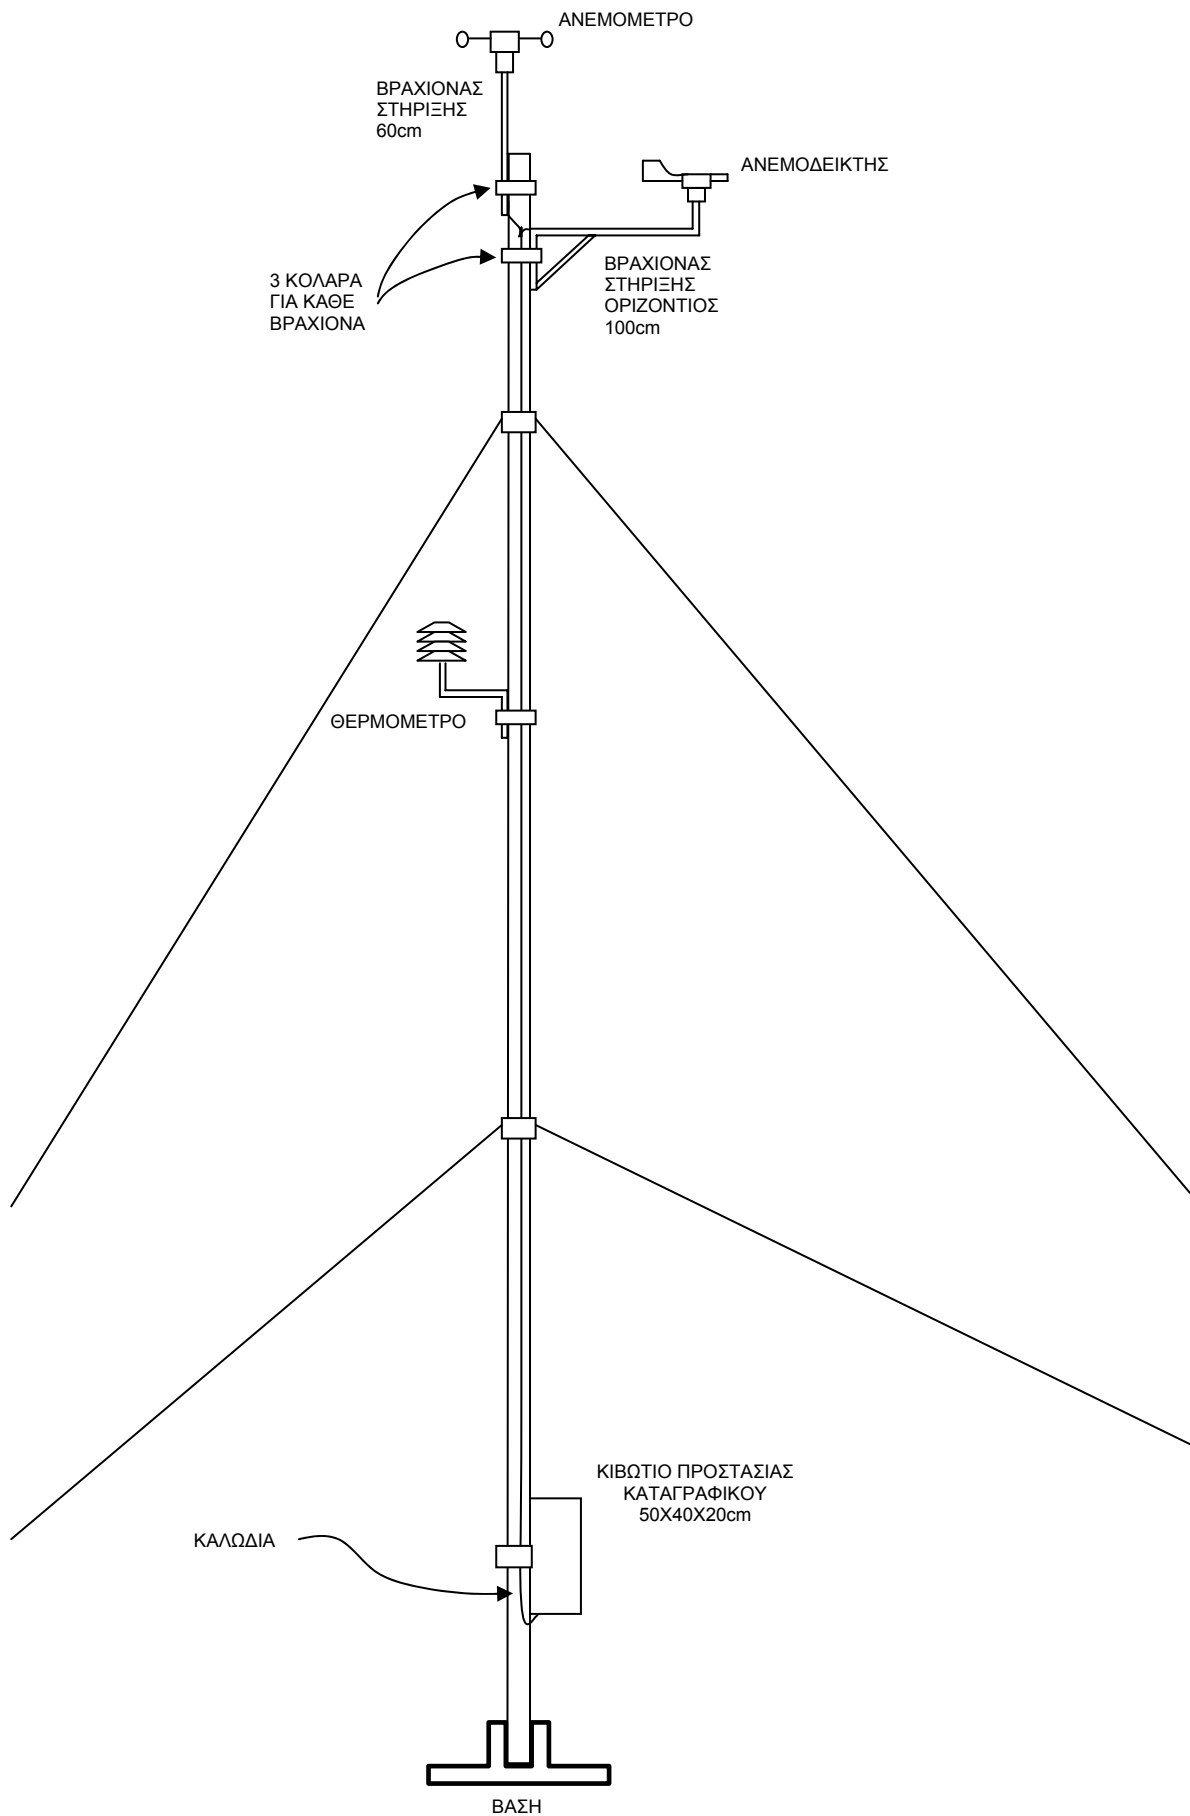 ΑΝΕΜΟΜΕΤΡΟ
ΒΡΑΧΙΟΝΑΣ
ΣΤΗΡΙΞΗΣ
60cm
ΑΝΕΜΟΔΕΙΚΤΗΣ
3 ΚΟΛΑΡΑ
ΓΙΑ ΚΑΘΕ
ΒΡΑΧΙΟΝΑ
ΒΡΑΧΙΟΝΑΣ
ΣΤΗΡΙΞΗΣ
ΟΡΙΖΟΝΤΙΟΣ
100cm
ΘΕΡΜΟΜΕΤΡΟ
ΚΙΒΩΤΙΟ ΠΡΟΣΤΑΣΙΑΣ
ΚΑΤΑΓΡΑΦΙΚΟΥ
50X40X20cm
ΚΑΛΩΔΙΑ
ΒΑΣΗ